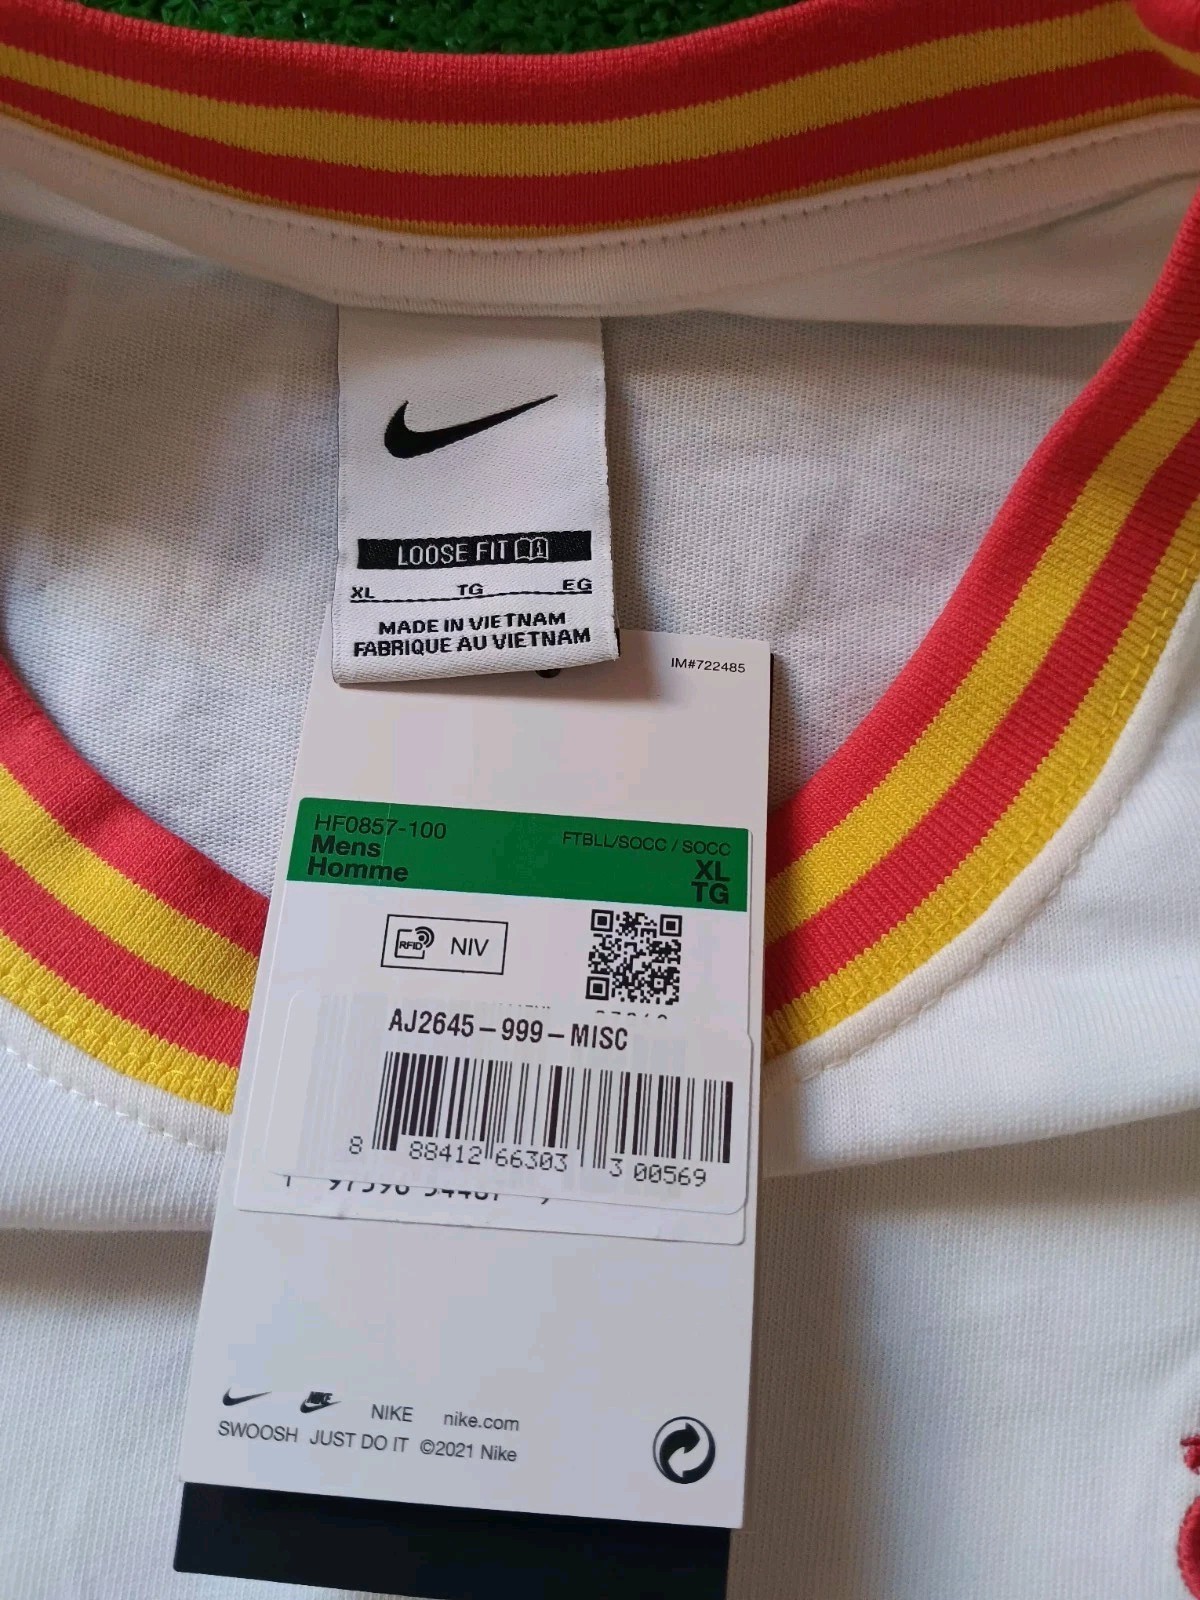 LOOSE FIT
XL TG EG
MADE IN VIETNAM
FABRIQUE AU VIETNAM
IM#722485
HF0857-100 FTBLL/SOCC / SOCC
Mens XL
Homme TG
RFID NIV
AJ2645-999-MISC
8 88412 66303 3 00569
NIKE nike.com
SWOOSH JUST DO IT ©2021 Nike